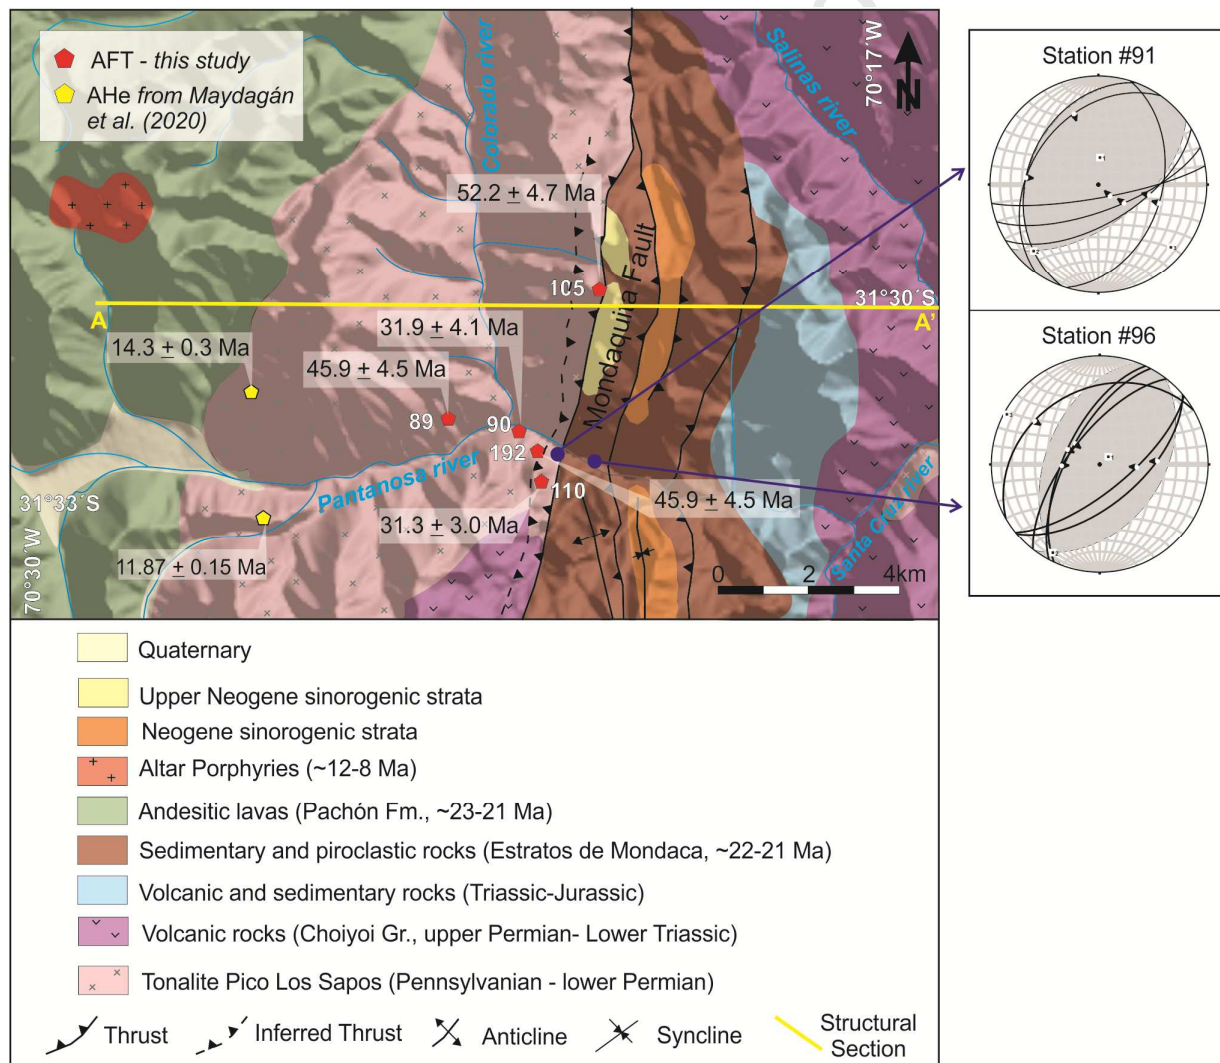 AFT - this study
AHe from Maydagán
et al. (2020)
Colorado river
Salinas river
70°17´W
N
52.2 ± 4.7 Ma
Mondaquita Fault
105
31°30´S
A
A'
14.3 ± 0.3 Ma
31.9 ± 4.1 Ma
45.9 ± 4.5 Ma
89
90
192
110
Pantanosa river
31°33´S
70°30´W
45.9 ± 4.5 Ma
31.3 ± 3.0 Ma
11.87 ± 0.15 Ma
Santa Cruz river
0 2 4km
Station #91
1
2
3
Station #96
3
1
2
Quaternary
Upper Neogene sinorogenic strata
Neogene sinorogenic strata
Altar Porphyries (~12-8 Ma)
Andesitic lavas (Pachón Fm., ~23-21 Ma)
Sedimentary and piroclastic rocks (Estratos de Mondaca, ~22-21 Ma)
Volcanic and sedimentary rocks (Triassic-Jurassic)
Volcanic rocks (Choiyoi Gr., upper Permian- Lower Triassic)
Tonalite Pico Los Sapos (Pennsylvanian - lower Permian)
Thrust
Inferred Thrust
Anticline
Syncline
Structural
Section